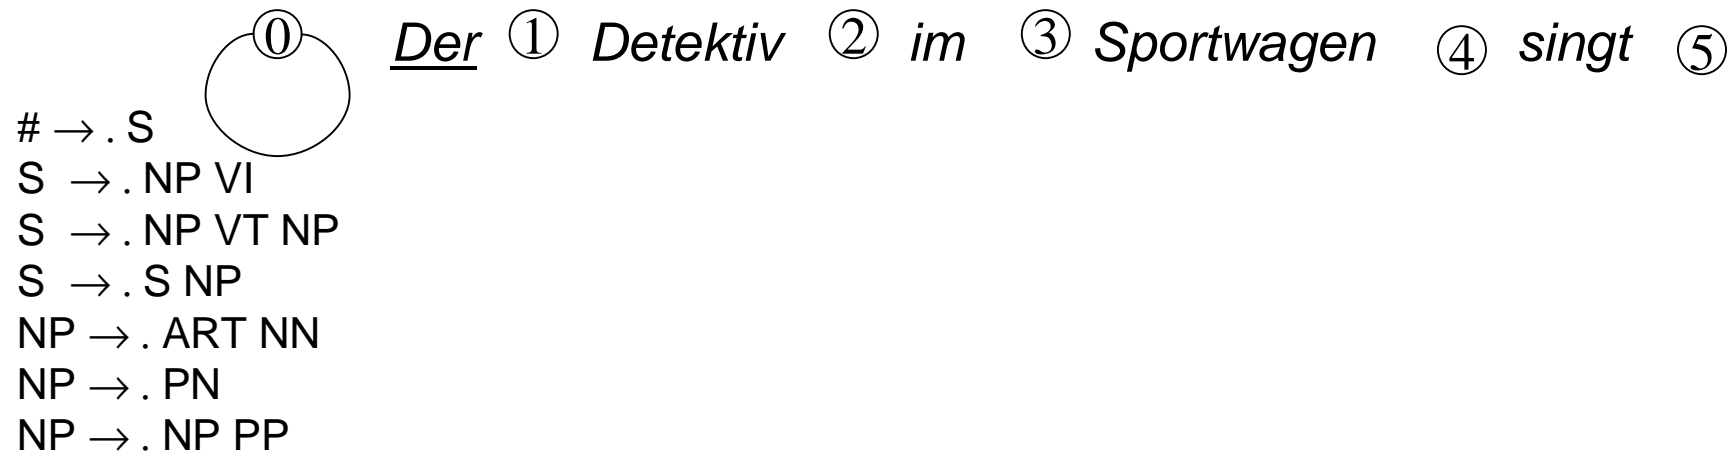 ⓪ Der ① Detektiv ② im ③ Sportwagen ④ singt ⑤
# → . S
S → . NP VI
S → . NP VT NP
S → . S NP
NP → . ART NN
NP → . PN
NP → . NP PP